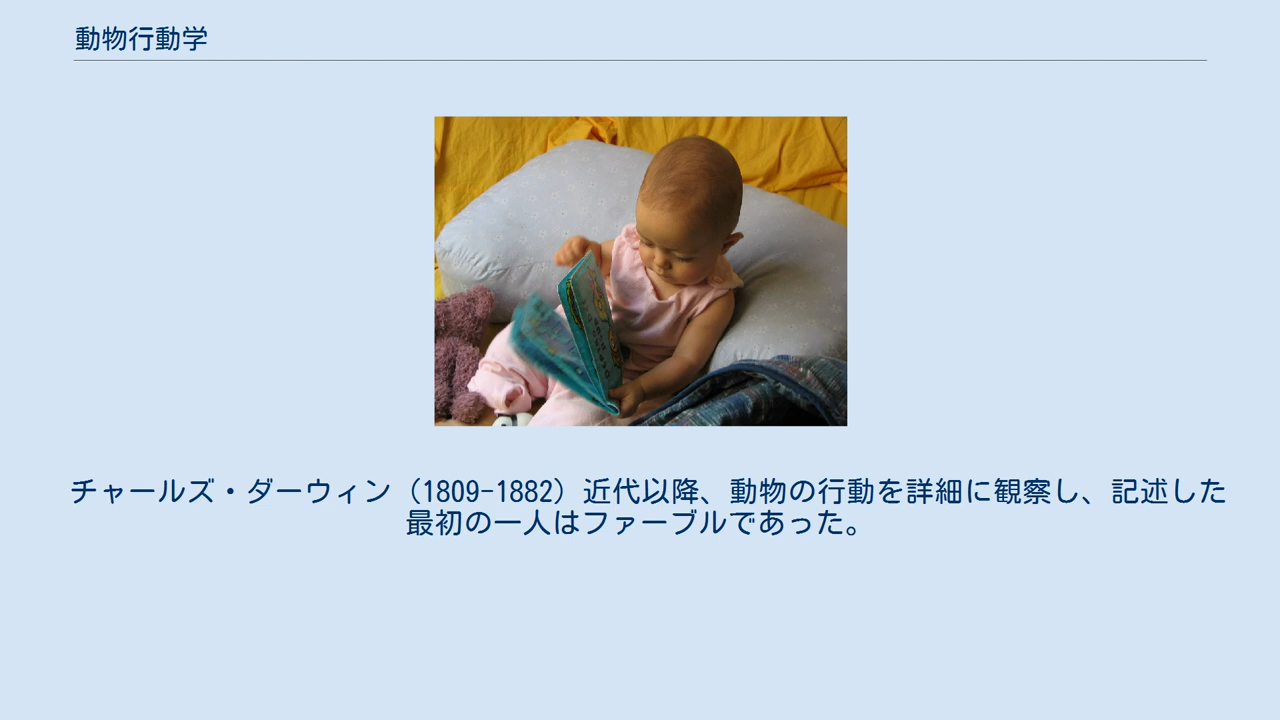 動物行動学
チャールズ・ダーウィン（1809-1882）近代以降、動物の行動を詳細に観察し、記述した
最初の一人はファーブルであった。